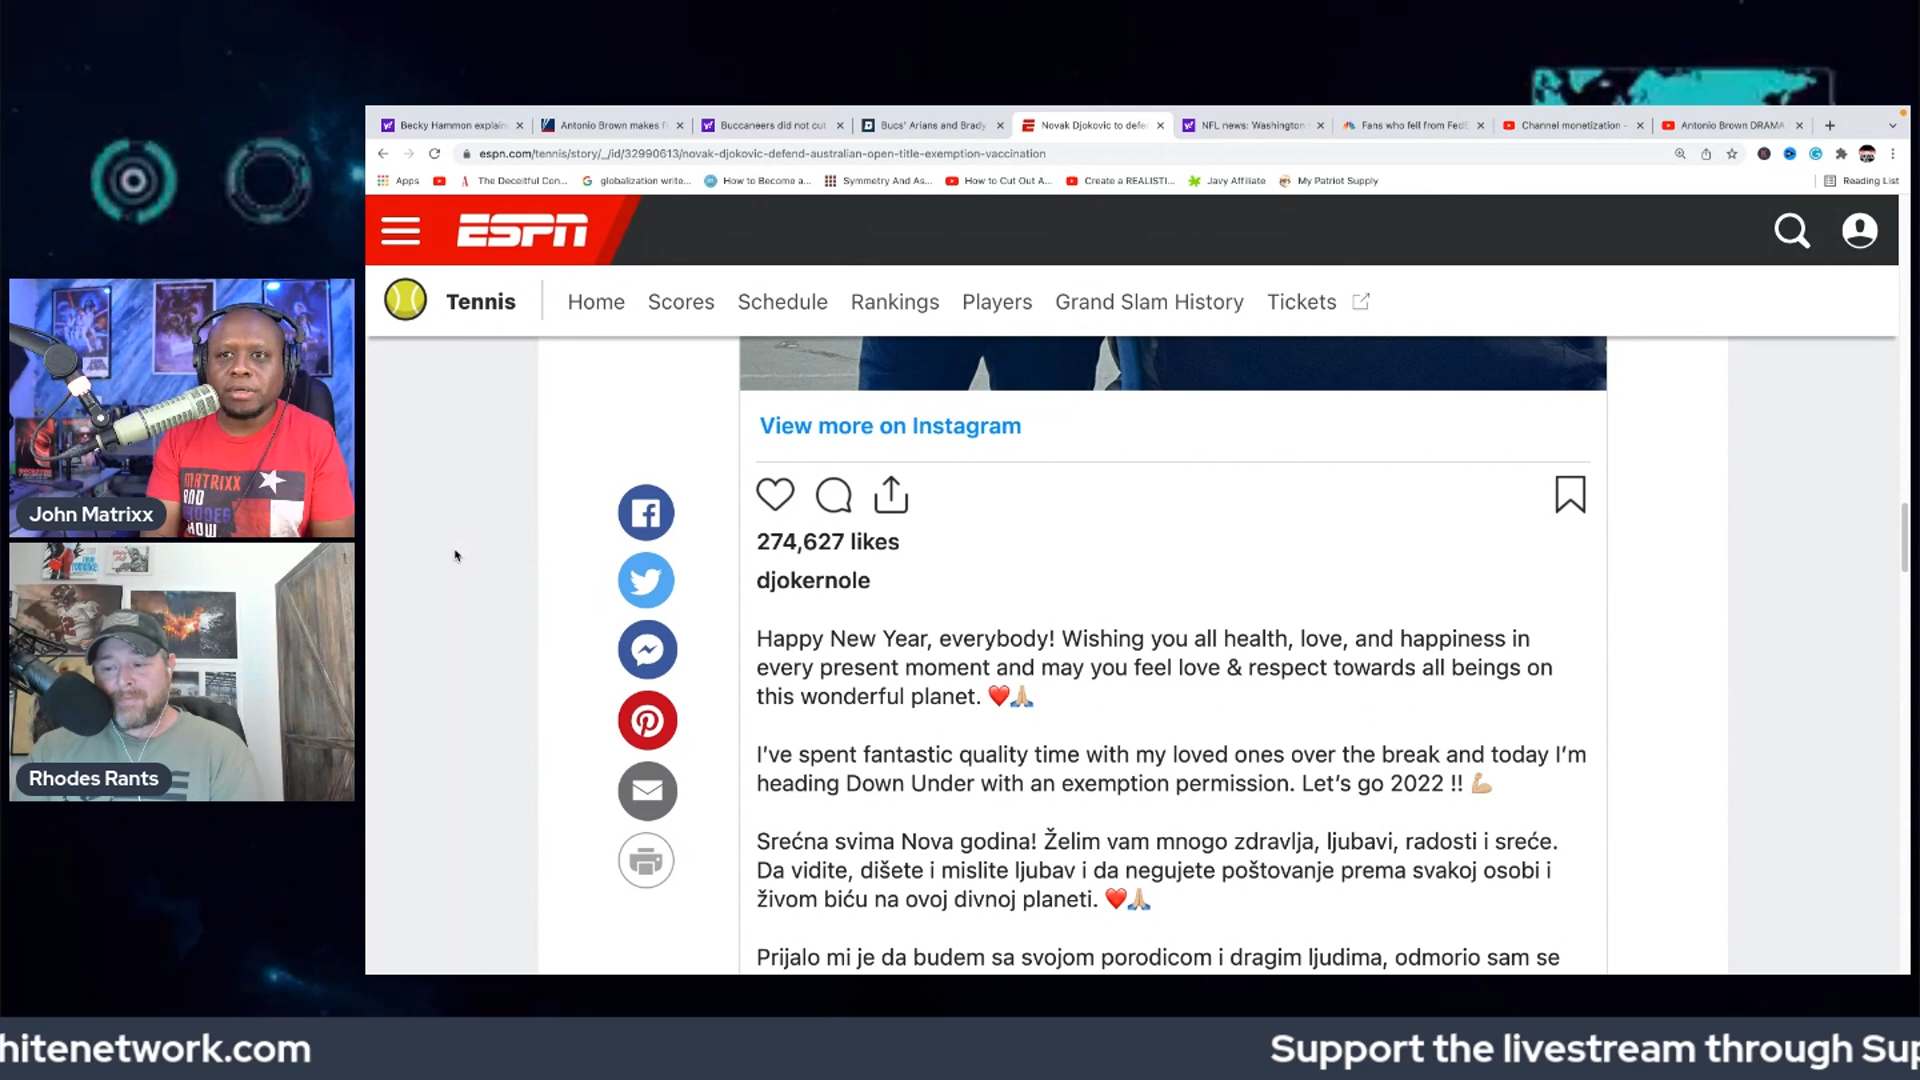 Becky Hammon explain
Antonio Brown makes f
Buccaneers did not cut
Bucs' Arians and Brady
Novak Djokovic to defe
NFL news: Washington
Fans who fell from FedE
Channel monetization -
Antonio Brown DRAMA
espn.com/tennis/story/_/id/32990613/novak-djokovic-defend-australian-open-title-exemption-vaccination
Apps
The Deceitful Con...
globalization write...
How to Become a...
Symmetry And As...
How to Cut Out A...
Create a REALISTI...
Javy Affiliate
My Patriot Supply
Reading List
ESPN
Tennis
Home Scores Schedule Rankings Players Grand Slam History Tickets
View more on Instagram
274,627 likes
djokernole
Happy New Year, everybody! Wishing you all health, love, and happiness in
every present moment and may you feel love & respect towards all beings on
this wonderful planet. ❤️🙏🏼
I've spent fantastic quality time with my loved ones over the break and today I'm
heading Down Under with an exemption permission. Let's go 2022 !! 💪🏼
Srećna svima Nova godina! Želim vam mnogo zdravlja, ljubavi, radosti i sreće.
Da vidite, dišete i mislite ljubav i da negujete poštovanje prema svakoj osobi i
živom biću na ovoj divnoj planeti. ❤️🙏🏼
Prijalo mi je da budem sa svojom porodicom i dragim ljudima, odmorio sam se
MATRIXX
AND
RHODES
HOW
John Matrixx
Rhodes Rants
hitenetwork.com
Support the livestream through Sup